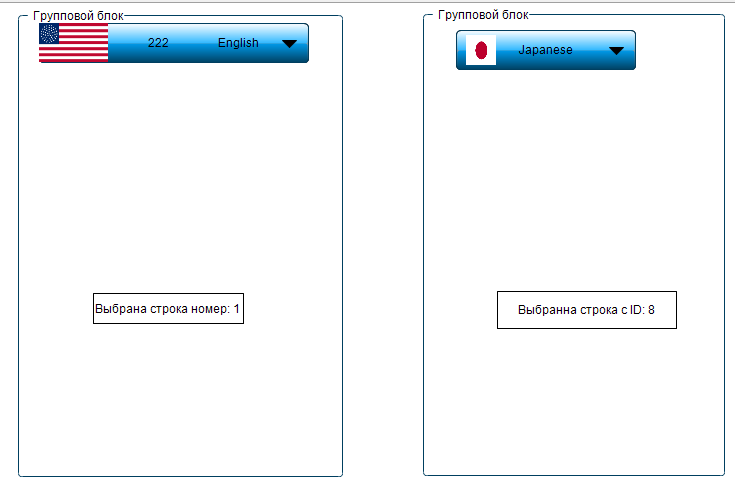 Групповой блок
222 English
Выбрана строка номер: 1
Групповой блок
Japanese
Выбранна строка с ID: 8